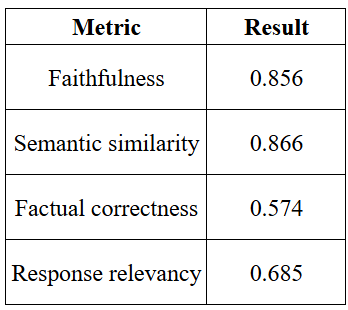 Metric Result
Faithfulness 0.856
Semantic similarity 0.866
Factual correctness 0.574
Response relevancy 0.685